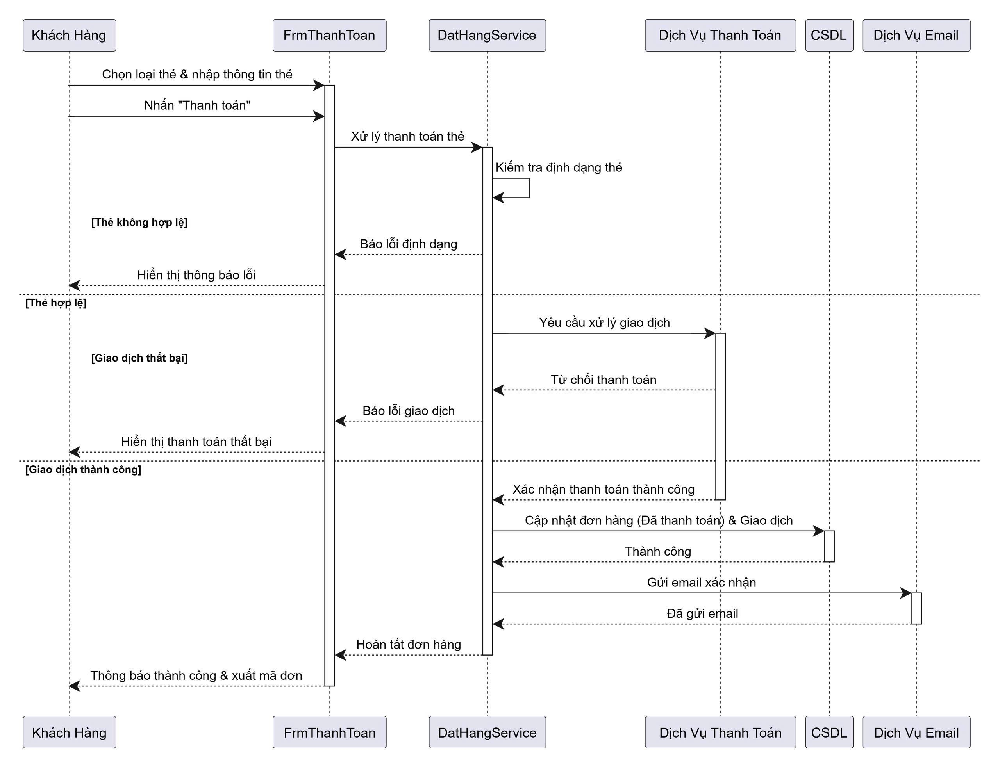 Khách Hàng
FrmThanhToan
DatHangService
Dịch Vụ Thanh Toán
CSDL
Dịch Vụ Email
Chọn loại thẻ & nhập thông tin thẻ
Nhấn "Thanh toán"
Xử lý thanh toán thẻ
Kiểm tra định dạng thẻ
[Thẻ không hợp lệ]
Báo lỗi định dạng
Hiển thị thông báo lỗi
[Thẻ hợp lệ]
Yêu cầu xử lý giao dịch
[Giao dịch thất bại]
Từ chối thanh toán
Báo lỗi giao dịch
Hiển thị thanh toán thất bại
[Giao dịch thành công]
Xác nhận thanh toán thành công
Cập nhật đơn hàng (Đã thanh toán) & Giao dịch
Thành công
Gửi email xác nhận
Đã gửi email
Hoàn tất đơn hàng
Thông báo thành công & xuất mã đơn
Khách Hàng
FrmThanhToan
DatHangService
Dịch Vụ Thanh Toán
CSDL
Dịch Vụ Email